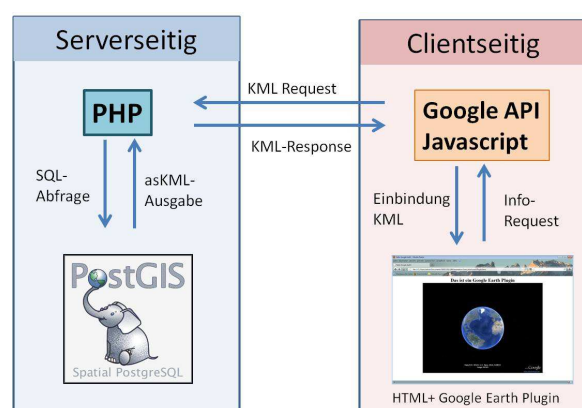 Serverseitig
PHP
SQL-
Abfrage
asKML-
Ausgabe
PostGIS
Spatial PostgreSQL
KML Request
KML-Response
Clientseitig
Google API
Javascript
Einbindung
KML
Info-
Request
Das ist ein Google Earth Plugin
Google
HTML+ Google Earth Plugin